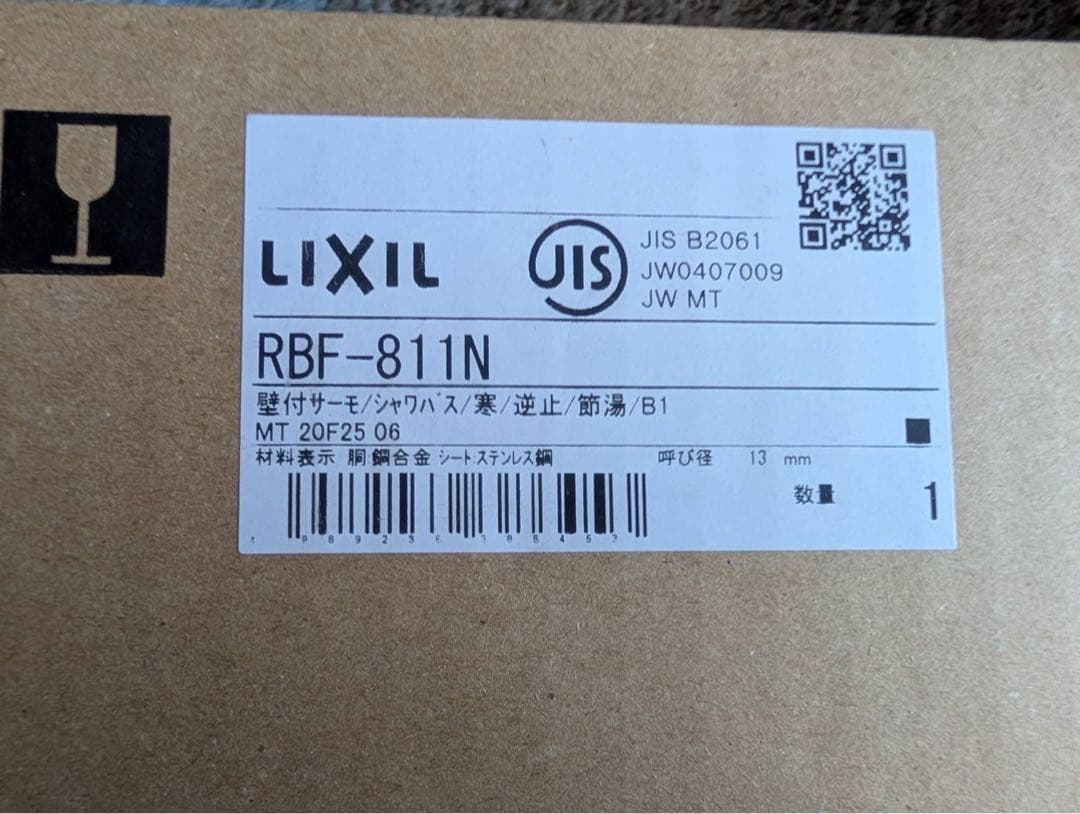 LIXIL
JIS
JIS B2061
JW0407009
JW MT
RBF-811N
壁付サーモ/シャワバス/寒/逆止/節湯/B1
MT 20F25 06
材料表示 胴:銅合金 シート:ステンレス鋼 呼び径 13 mm
数量 1